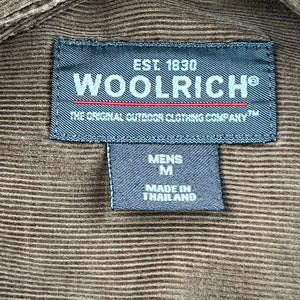 EST. 1830
WOOLRICH®
THE ORIGINAL OUTDOOR CLOTHING COMPANY™
MENS
M
MADE IN
THAILAND